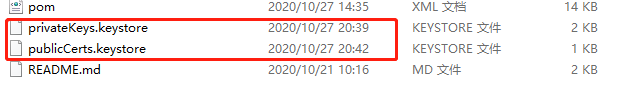 pom 2020/10/27 14:35 XML 文档 14 KB
privateKeys.keystore 2020/10/27 20:39 KEYSTORE 文件 2 KB
publicCerts.keystore 2020/10/27 20:42 KEYSTORE 文件 1 KB
README.md 2020/10/21 10:16 MD 文件 2 KB